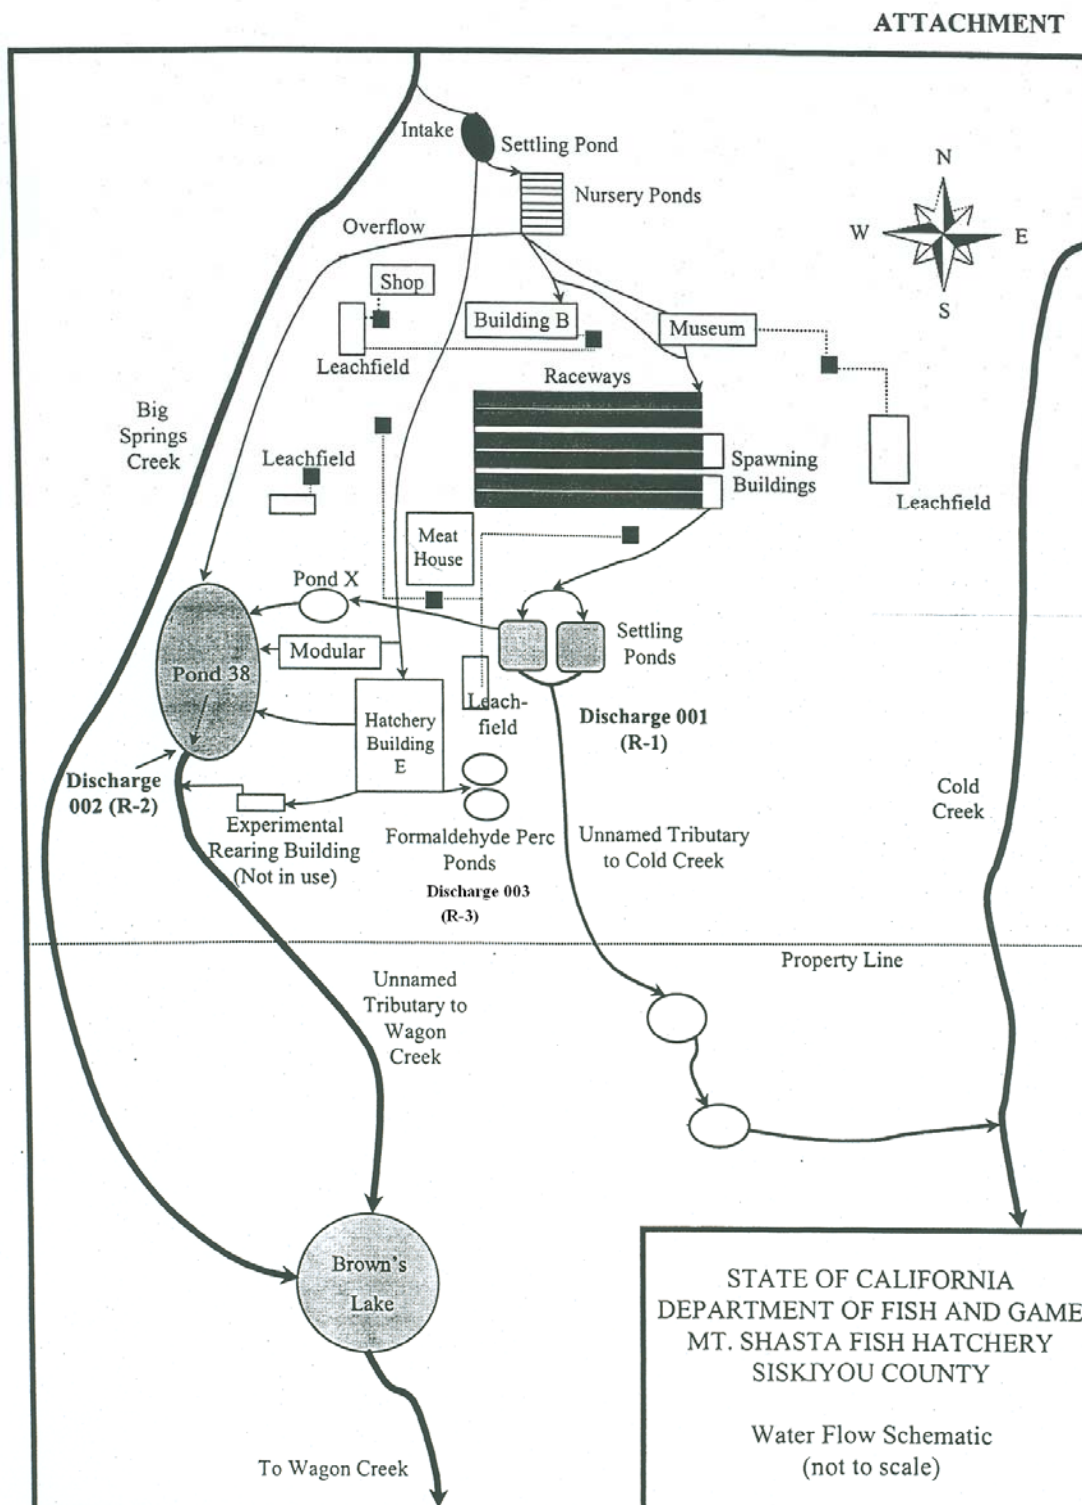 ATTACHMENT
Intake
Settling Pond
Nursery Ponds
N
W
E
S
Overflow
Shop
Building B
Museum
Leachfield
Raceways
Big
Springs
Creek
Leachfield
Spawning
Buildings
Leachfield
Meat
House
Pond X
Settling
Ponds
Modular
Pond 38
Leach-
field
Hatchery
Building
E
Discharge 001
(R-1)
Discharge
002 (R-2)
Cold
Creek
Experimental
Rearing Building
(Not in use)
Formaldehyde Perc
Ponds
Discharge 003
(R-3)
Unnamed Tributary
to Cold Creek
Property Line
Unnamed
Tributary to
Wagon
Creek
Brown's
Lake
To Wagon Creek
STATE OF CALIFORNIA
DEPARTMENT OF FISH AND GAME
MT. SHASTA FISH HATCHERY
SISKIYOU COUNTY
Water Flow Schematic
(not to scale)